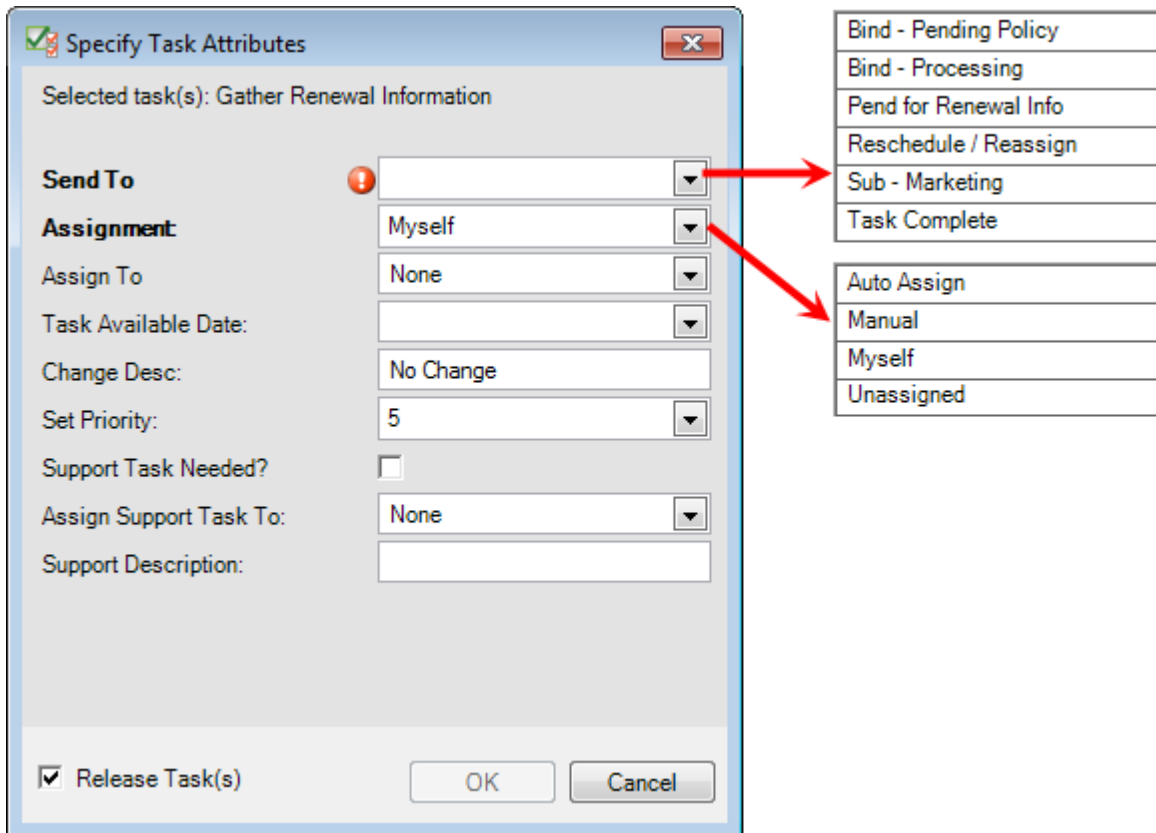 Specify Task Attributes
Selected task(s): Gather Renewal Information
Send To
Assignment: Myself
Assign To None
Task Available Date:
Change Desc: No Change
Set Priority: 5
Support Task Needed?
Assign Support Task To: None
Support Description:
Release Task(s) OK Cancel
Bind - Pending Policy
Bind - Processing
Pend for Renewal Info
Reschedule / Reassign
Sub - Marketing
Task Complete
Auto Assign
Manual
Myself
Unassigned